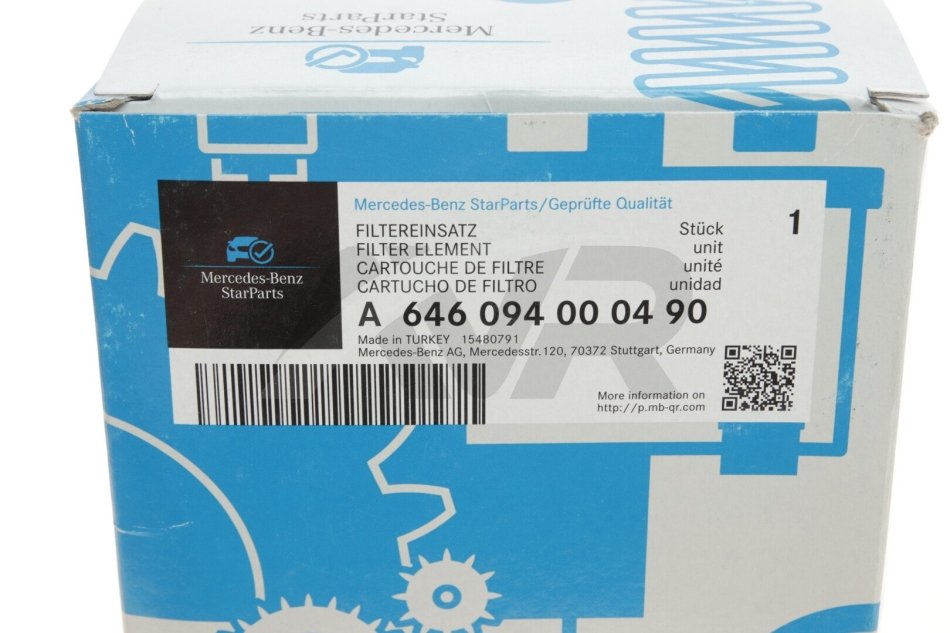 Mercedes-Benz
StarParts
Mercedes-Benz
StarParts
Mercedes-Benz StarParts/Geprüfte Qualität
FILTEREINSATZ Stück 1
FILTER ELEMENT unit
CARTOUCHE DE FILTRE unité
CARTUCHO DE FILTRO unidad
A 646 094 00 04 90
Made in TURKEY 15480791
Mercedes-Benz AG, Mercedesstr.120, 70372 Stuttgart, Germany
More information on
http://p.mb-qr.com